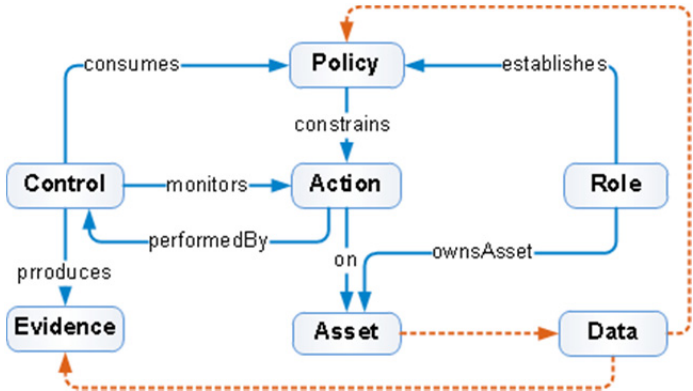 consumes
Policy
establishes
constrains
Control
monitors
Action
Role
performedBy
on
ownsAsset
prroduces
Evidence
Asset
Data